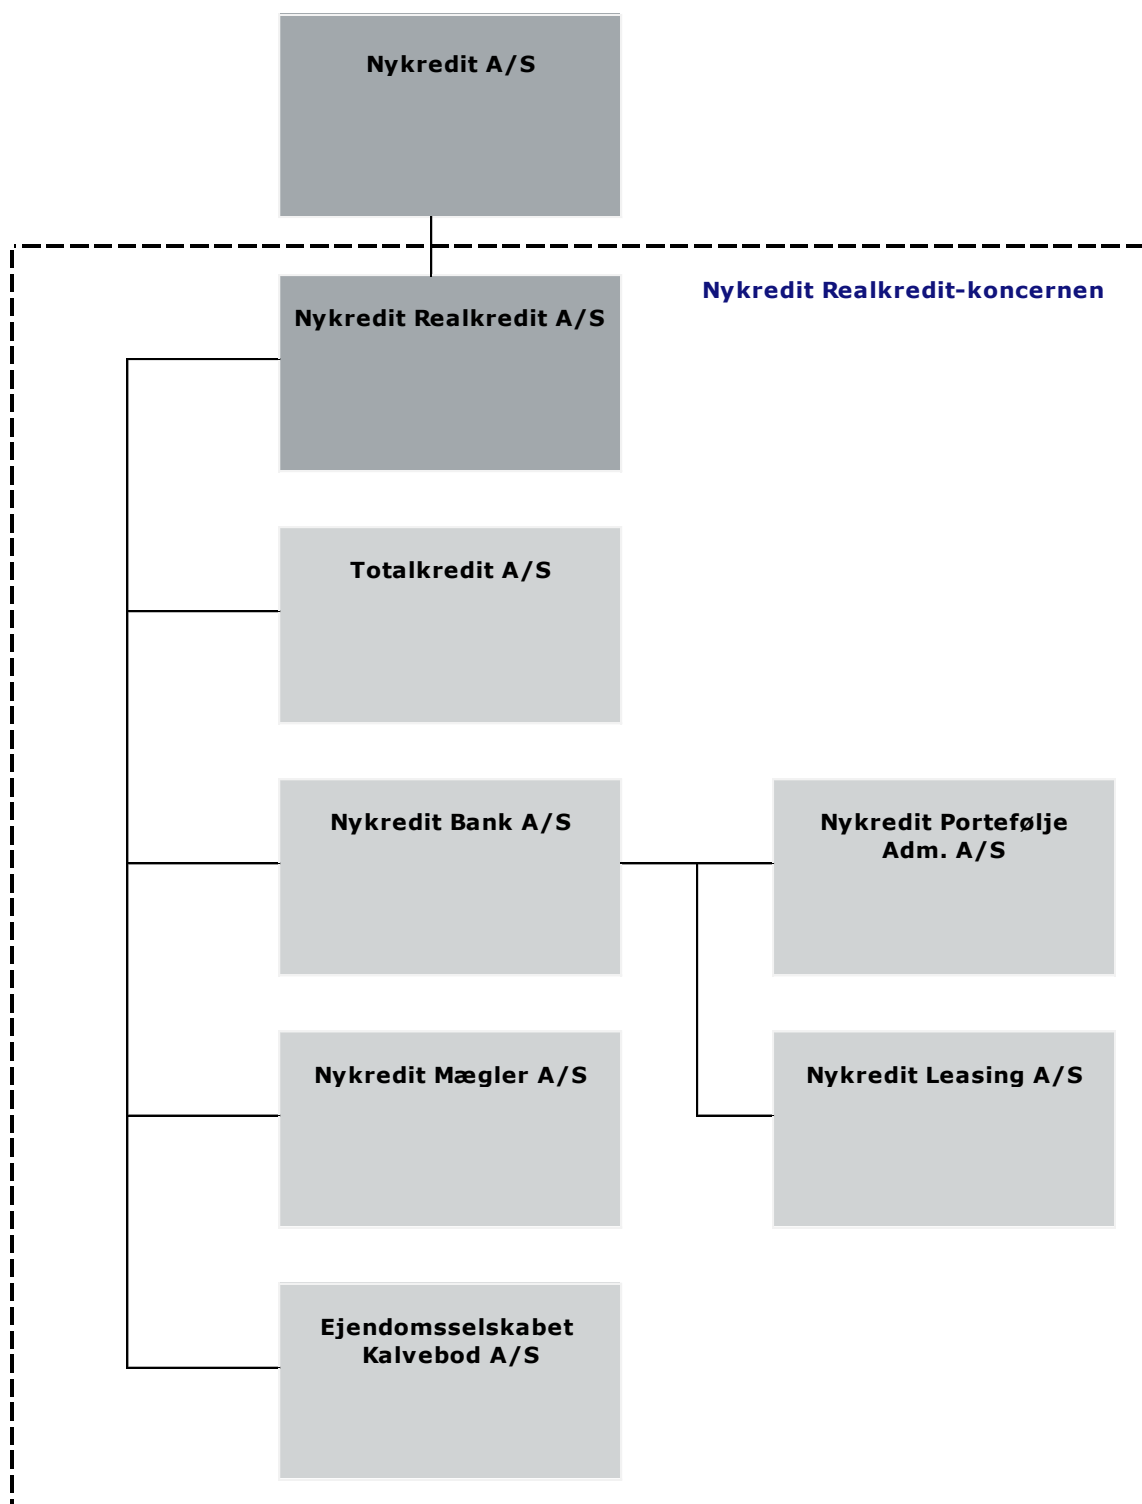 Nykredit A/S
Nykredit Realkredit-koncernen
Nykredit Realkredit A/S
Totalkredit A/S
Nykredit Bank A/S
Nykredit Portefølje
Adm. A/S
Nykredit Mægler A/S
Nykredit Leasing A/S
Ejendomsselskabet
Kalvebod A/S